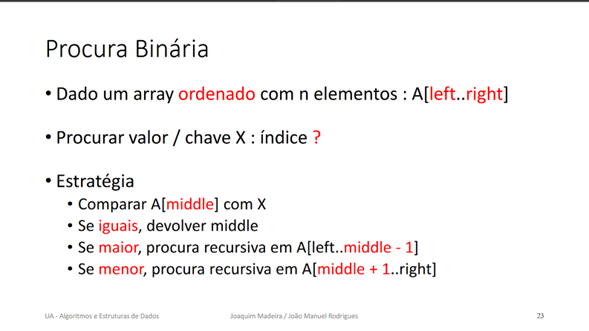 Procura Binária
• Dado um array ordenado com n elementos : A[left..right]
• Procurar valor / chave X : índice ?
• Estratégia
• Comparar A[middle] com X
• Se iguais, devolver middle
• Se maior, procura recursiva em A[left..middle - 1]
• Se menor, procura recursiva em A[middle + 1..right]
UA - Algoritmos e Estruturas de Dados Joaquim Madeira / João Manuel Rodrigues 23